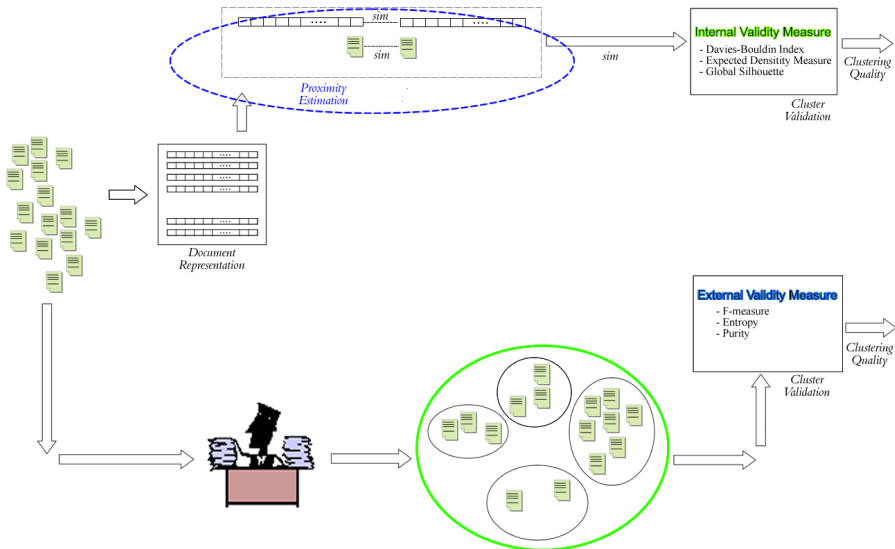 sim
sim
Proximity
Estimation
sim
Internal Validity Measure
- Davies-Bouldin Index
- Expected Densitity Measure
- Global Silhouette
Cluster
Validation
Clustering
Quality
Document
Representation
External Validity Measure
- F-measure
- Entropy
- Purity
Cluster
Validation
Clustering
Quality